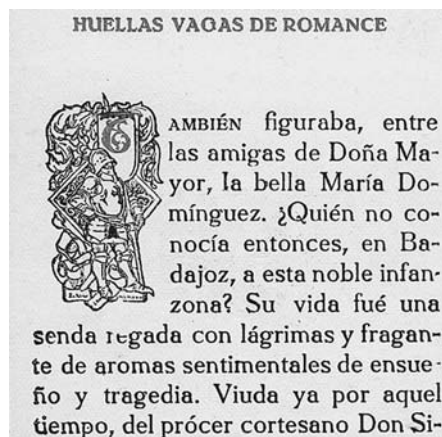 HUELLAS VAGAS DE ROMANCE
TAMBIÉN figuraba, entre
las amigas de Doña Ma-
yor, la bella María Do-
mínguez. ¿Quién no co-
nocía entonces, en Ba-
dajoz, a esta noble infan-
zona? Su vida fué una
senda regada con lágrimas y fragan-
te de aromas sentimentales de ensue-
ño y tragedia. Viuda ya por aquel
tiempo, del prócer cortesano Don Si-